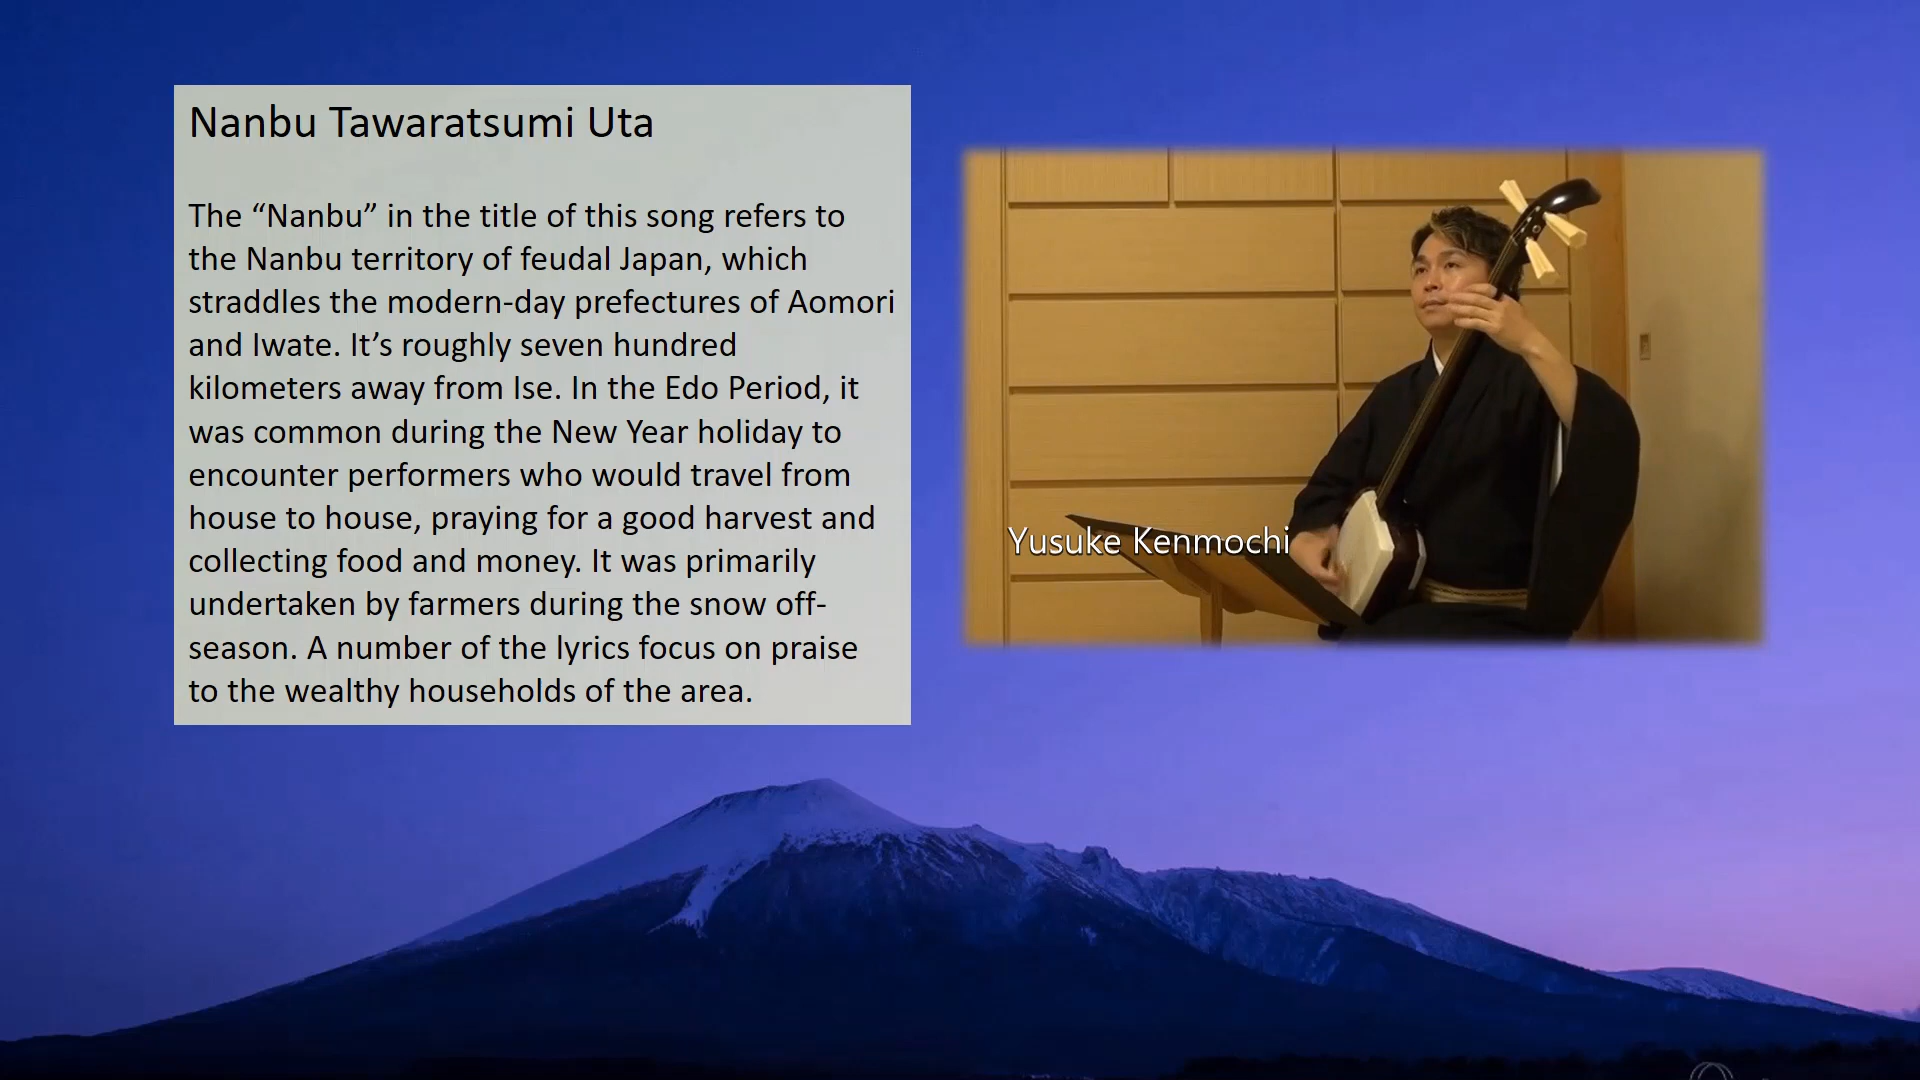 Nanbu Tawaratsumi Uta
The “Nanbu” in the title of this song refers to
the Nanbu territory of feudal Japan, which
straddles the modern-day prefectures of Aomori
and Iwate. It’s roughly seven hundred
kilometers away from Ise. In the Edo Period, it
was common during the New Year holiday to
encounter performers who would travel from
house to house, praying for a good harvest and
collecting food and money. It was primarily
undertaken by farmers during the snow off-
season. A number of the lyrics focus on praise
to the wealthy households of the area.
Yusuke Kenmochi